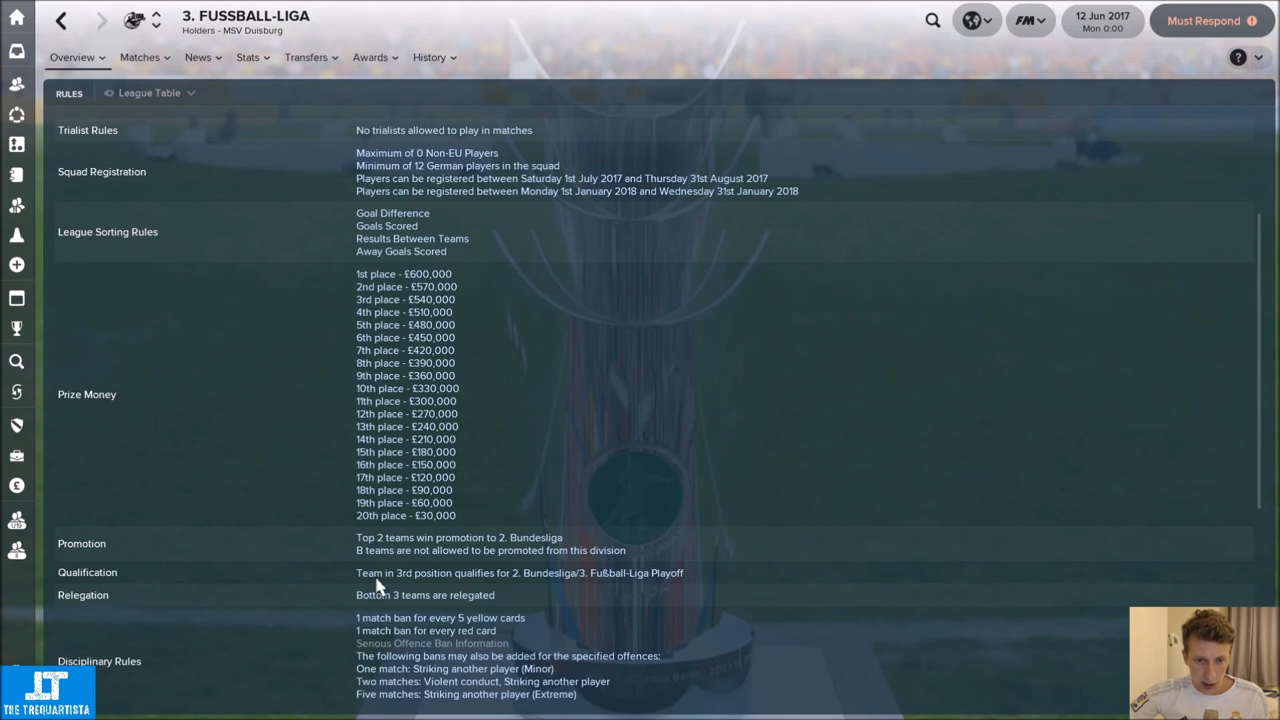 3. FUSSBALL-LIGA
Holders - MSV Duisburg
FM
12 Jun 2017
Mon 0:00
Must Respond
Overview
Matches
News
Stats
Transfers
Awards
History
RULES
League Table
Trialist Rules
No trialists allowed to play in matches
Squad Registration
Maximum of 0 Non-EU Players
Minimum of 12 German players in the squad
Players can be registered between Saturday 1st July 2017 and Thursday 31st August 2017
Players can be registered between Monday 1st January 2018 and Wednesday 31st January 2018
League Sorting Rules
Goal Difference
Goals Scored
Results Between Teams
Away Goals Scored
Prize Money
1st place - £600,000
2nd place - £570,000
3rd place - £540,000
4th place - £510,000
5th place - £480,000
6th place - £450,000
7th place - £420,000
8th place - £390,000
9th place - £360,000
10th place - £330,000
11th place - £300,000
12th place - £270,000
13th place - £240,000
14th place - £210,000
15th place - £180,000
16th place - £150,000
17th place - £120,000
18th place - £90,000
19th place - £60,000
20th place - £30,000
Promotion
Top 2 teams win promotion to 2. Bundesliga
B teams are not allowed to be promoted from this division
Qualification
Team in 3rd position qualifies for 2. Bundesliga/3. Fußball-Liga Playoff
Relegation
Bottom 3 teams are relegated
Disciplinary Rules
1 match ban for every 5 yellow cards
1 match ban for every red card
Serious Offence Ban Information
The following bans may also be added for the specified offences:
One match: Striking another player (Minor)
Two matches: Violent conduct, Striking another player
Five matches: Striking another player (Extreme)
THE TREQUARTISTA